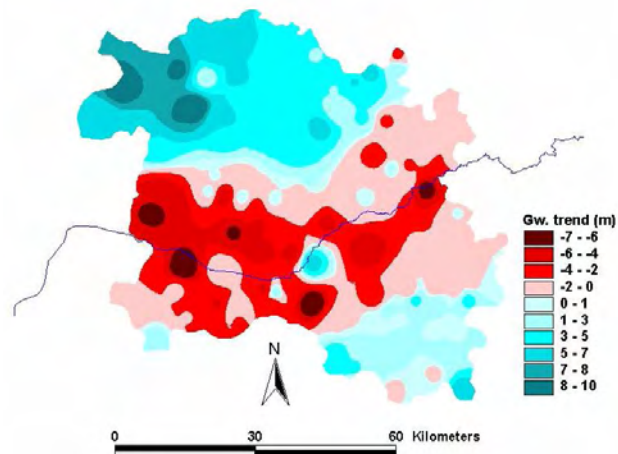 N
Gw. trend (m)
-7 - -6
-6 - -4
-4 - -2
-2 - 0
0 - 1
1 - 3
3 - 5
5 - 7
7 - 8
8 - 10
0 30 60 Kilometers